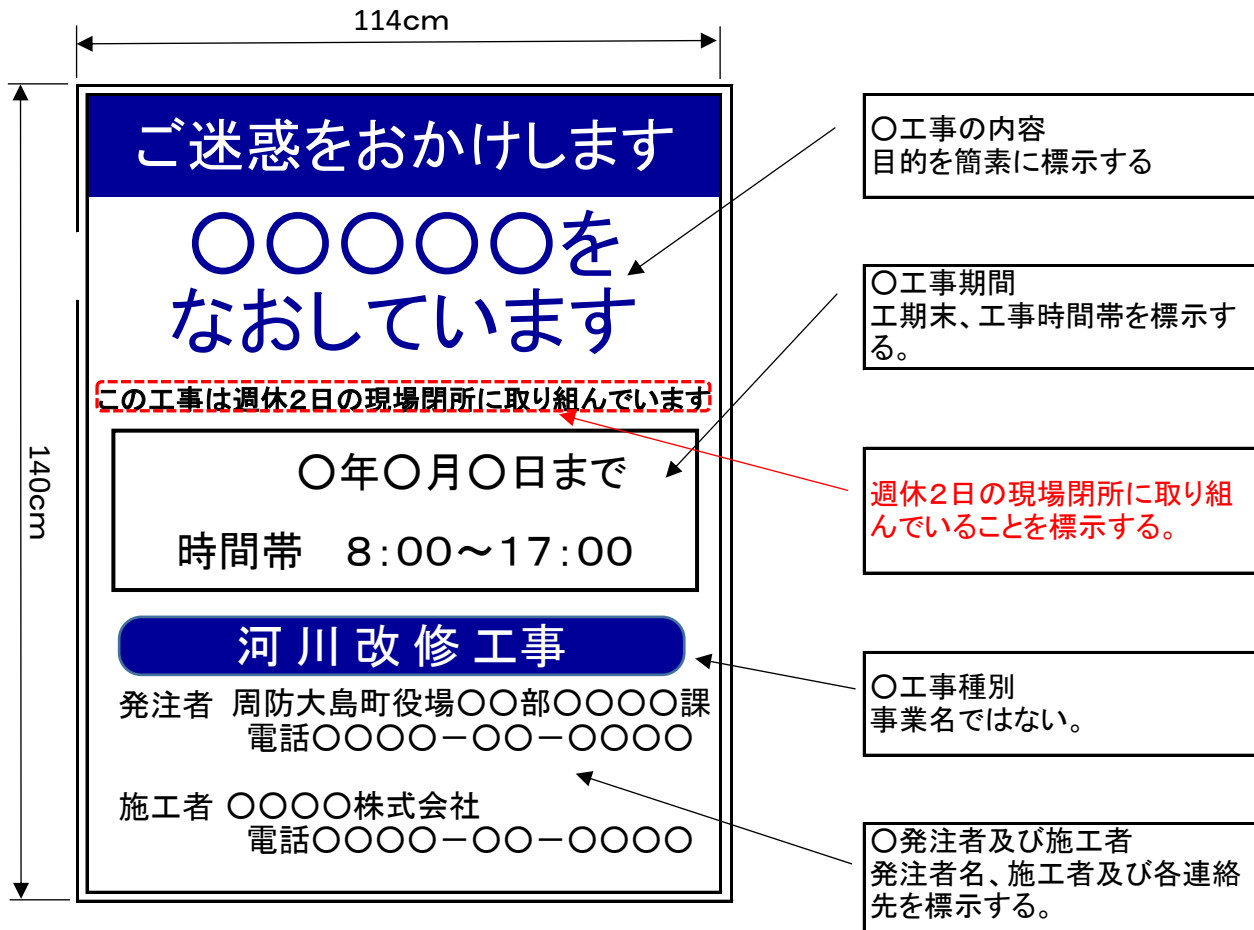 114cm
140cm
ご迷惑をおかけします
〇〇〇〇〇を
なおしています
この工事は週休2日の現場閉所に取り組んでいます
〇年〇月〇日まで
時間帯　8：00～17：00
河 川 改 修 工事
発注者　周防大島町役場〇〇部〇〇〇〇課
電話〇〇〇〇－〇〇－〇〇〇〇
施工者　〇〇〇〇株式会社
電話〇〇〇〇－〇〇－〇〇〇〇
〇工事の内容
目的を簡素に標示する
〇工事期間
工期末、工事時間帯を標示す
る。
週休2日の現場閉所に取り組
んでいることを標示する。
〇工事種別
事業名ではない。
〇発注者及び施工者
発注者名、施工者及び各連絡
先を標示する。